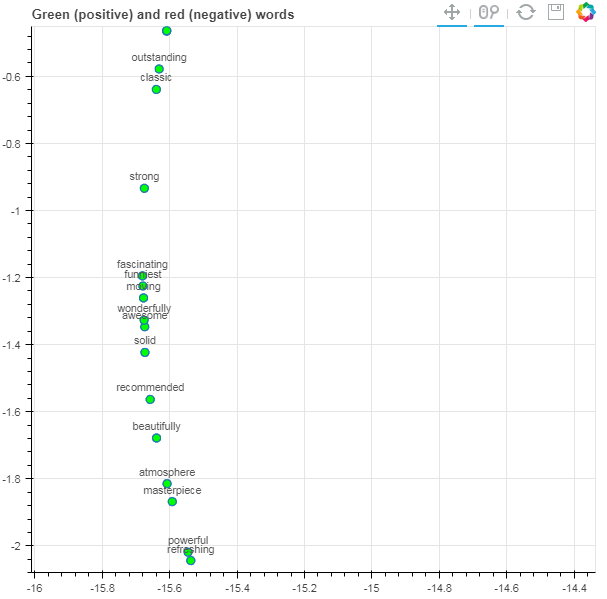 Green (positive) and red (negative) words
outstanding
classic
-0.6
-0.8
strong
-1
fascinating
funniest
moving
-1.2
wonderfully
awesome
solid
-1.4
recommended
-1.6
beautifully
atmosphere
-1.8
masterpiece
powerful
refreshing
-2
-16
-15.8
-15.6
-15.4
-15.2
-15
-14.8
-14.6
-14.4